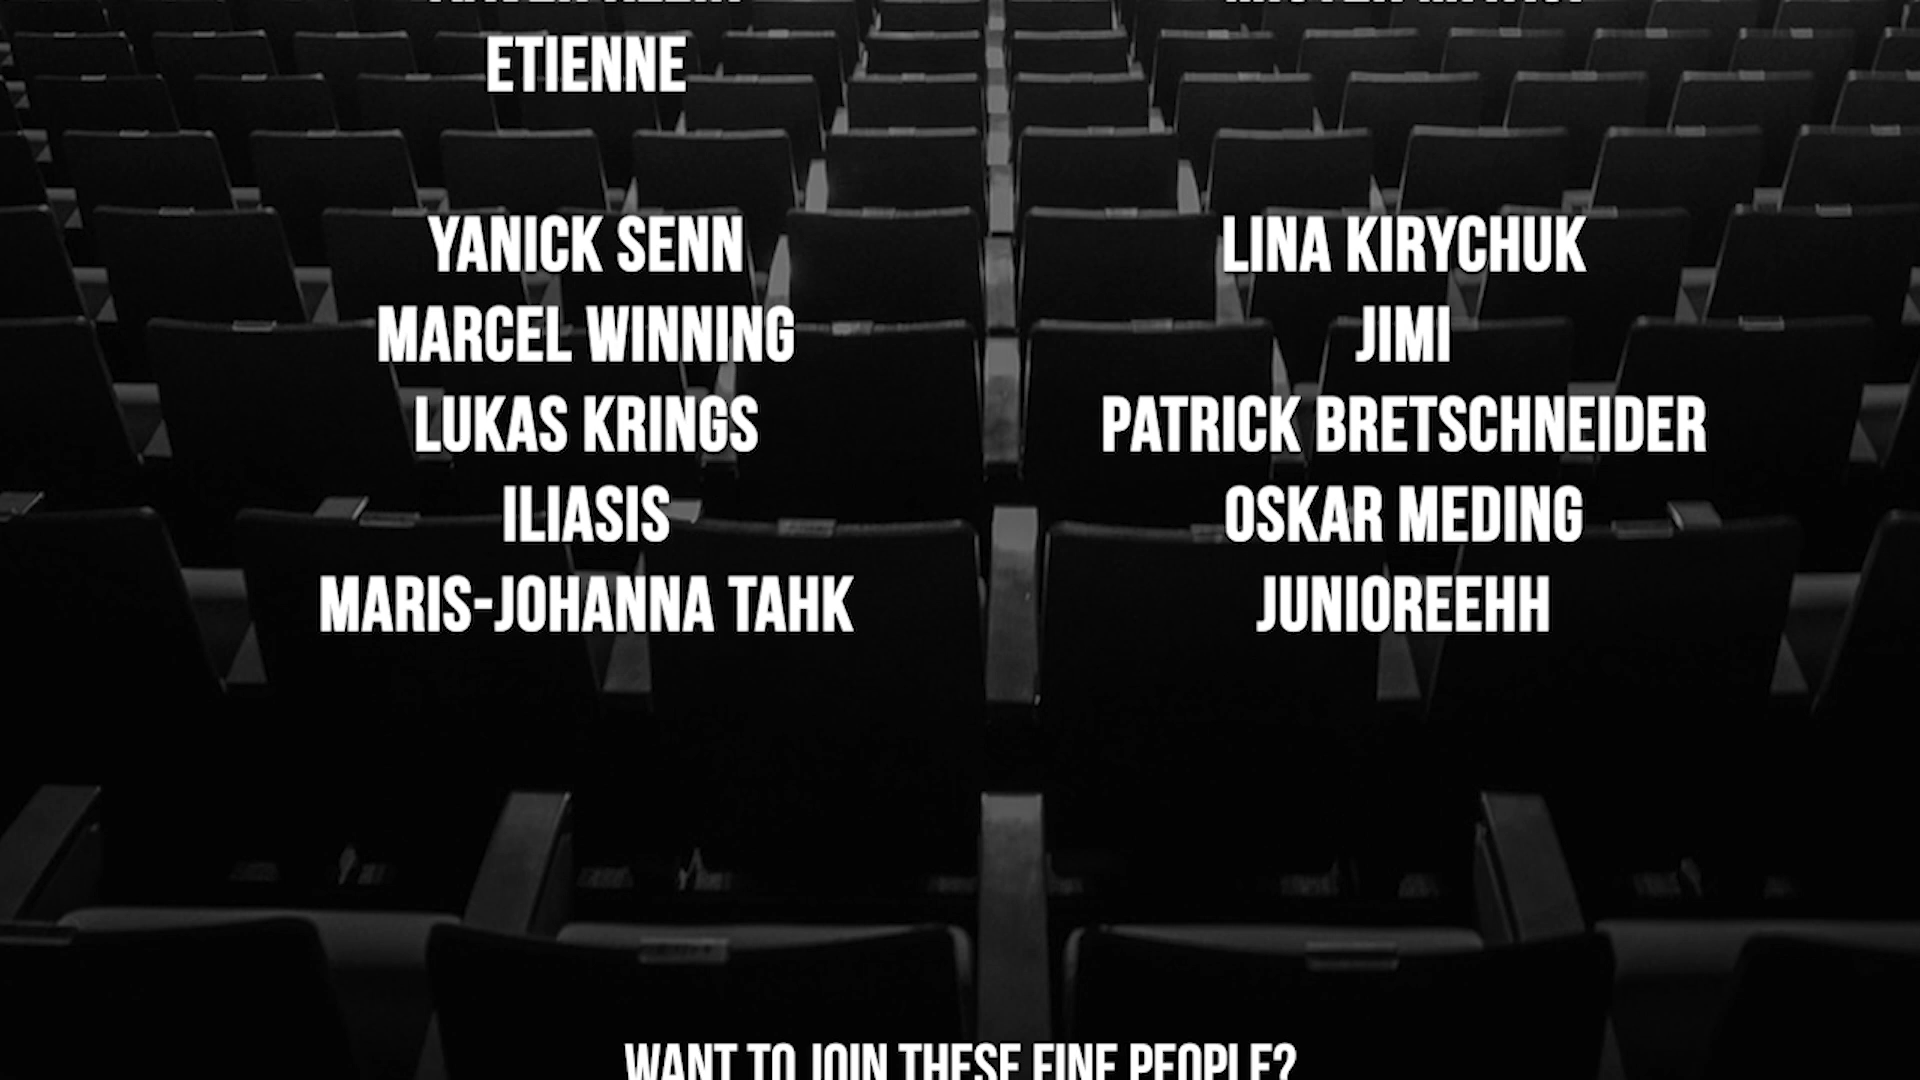 ETIENNE
YANICK SENN
LINA KIRYCHUK
MARCEL WINNING
JIMI
LUKAS KRINGS
PATRICK BRETSCHNEIDER
ILIASIS
OSKAR MEDING
MARIS-JOHANNA TAHK
JUNIOREEHH
WANT TO JOIN THESE FINE PEOPLE?